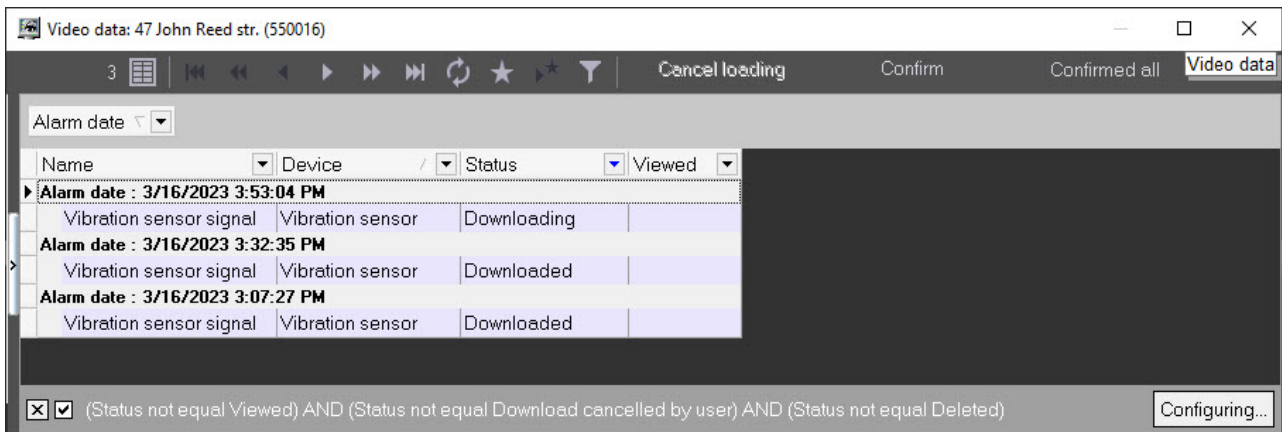 Video data: 47 John Reed str. (550016)
3 Cancel loading Confirm Confirmed all Video data
Alarm date
Name Device Status Viewed
Alarm date : 3/16/2023 3:53:04 PM
Vibration sensor signal Vibration sensor Downloading
Alarm date : 3/16/2023 3:32:35 PM
Vibration sensor signal Vibration sensor Downloaded
Alarm date : 3/16/2023 3:07:27 PM
Vibration sensor signal Vibration sensor Downloaded
(Status not equal Viewed) AND (Status not equal Download cancelled by user) AND (Status not equal Deleted) Configuring...